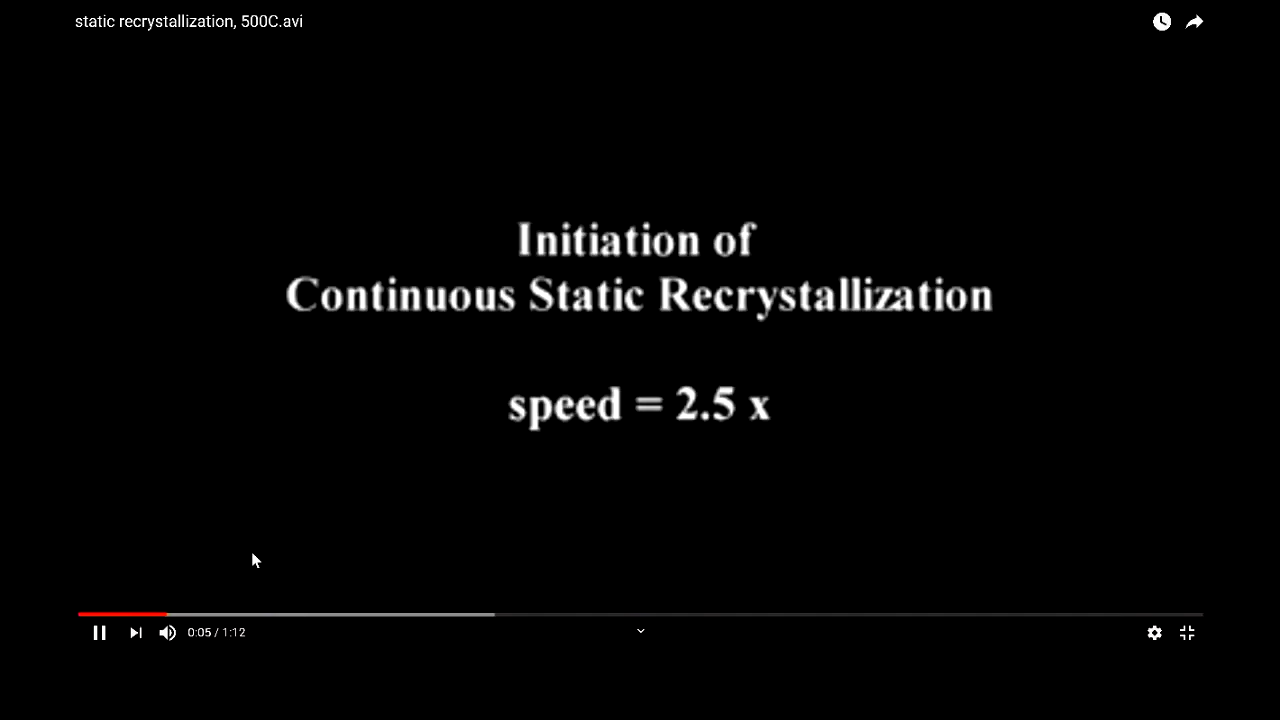 static recrystallization, 500C.avi
Initiation of
Continuous Static Recrystallization
speed = 2.5 x
0:05 / 1:12